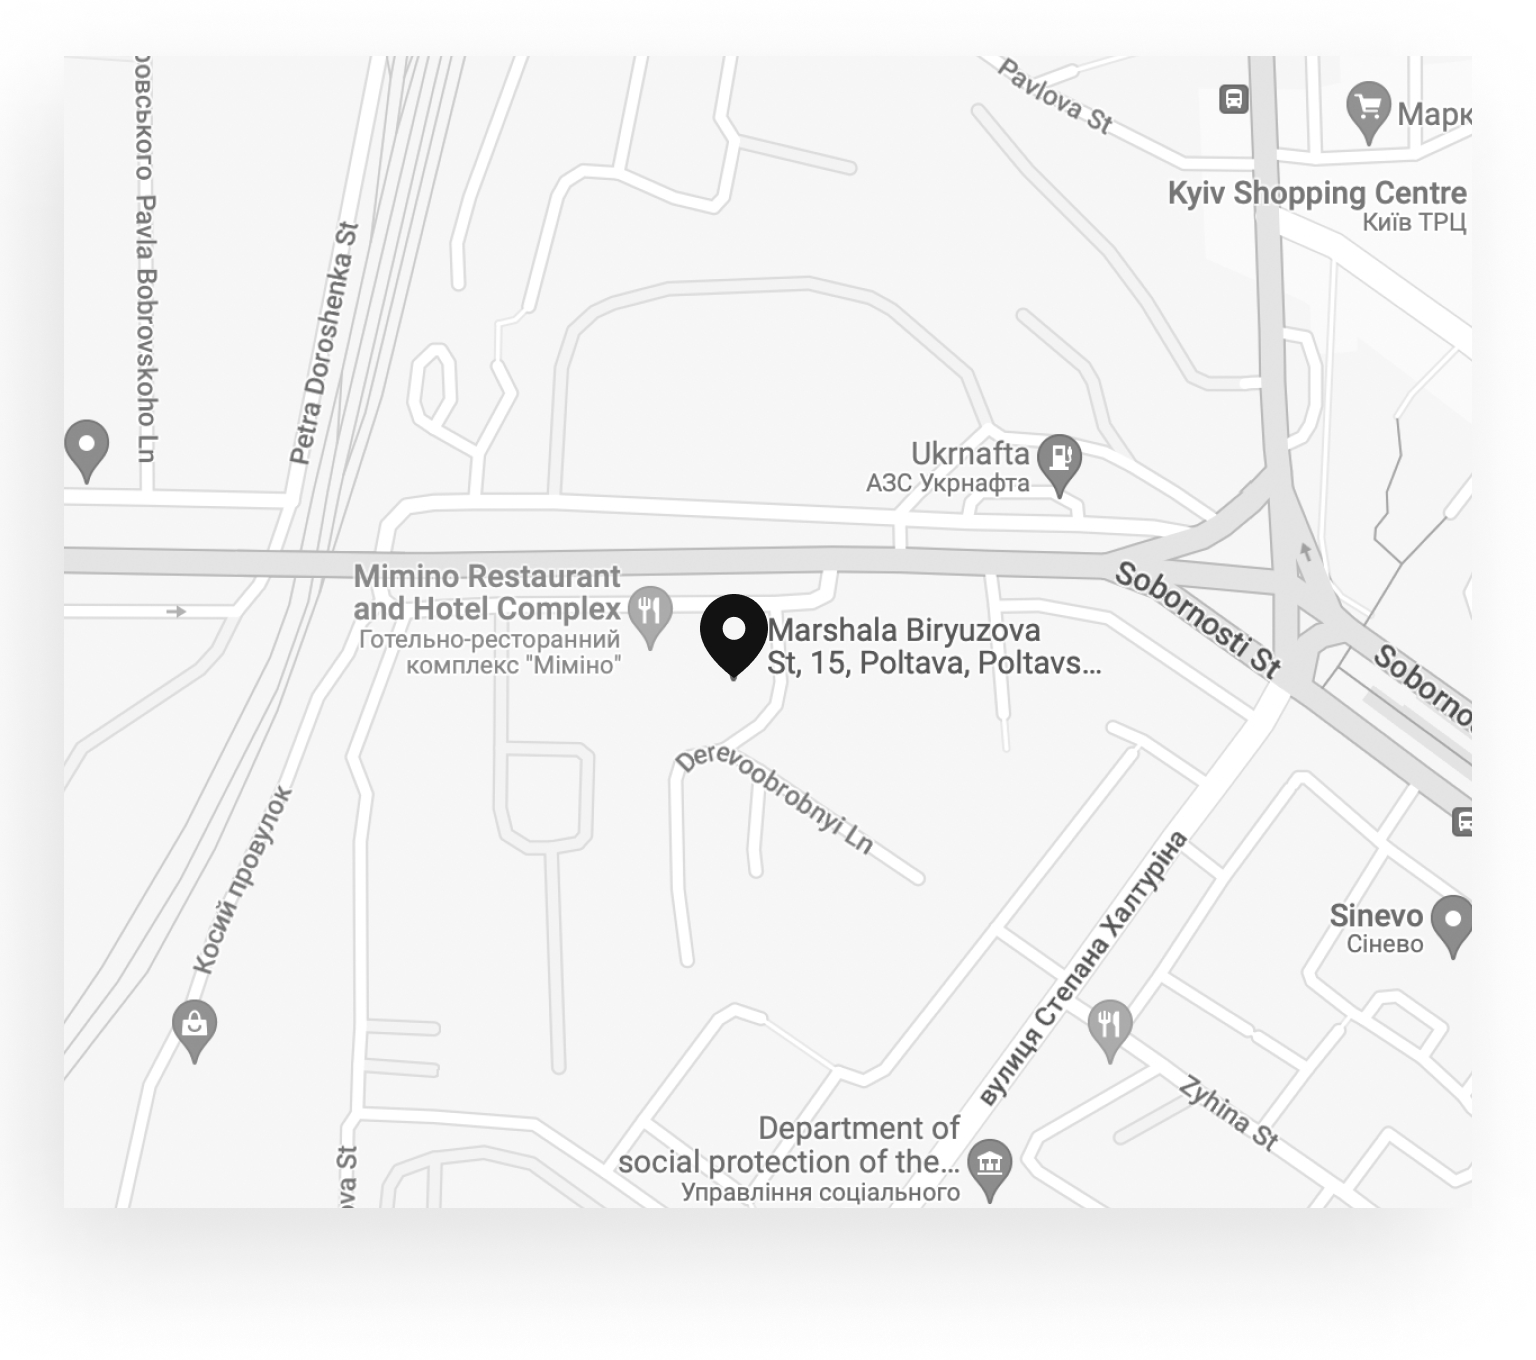 Pavlova St
Марк
Kyiv Shopping Centre
Київ ТРЦ
Pavla Bobrovskoho Ln
Petra Doroshenka St
Ukrnafta
АЗС Укрнафта
Mimino Restaurant
and Hotel Complex
Готельно-ресторанний
комплекс "Міміно"
Marshala Biryuzova
St, 15, Poltava, Poltavs...
Sobornosti St
Soborno
Derevoobrobnyi Ln
Косий провулок
вулиця Степана Халтуріна
Sinevo
Сінево
Zyhina St
Department of
social protection of the...
Управління соціального
ova St